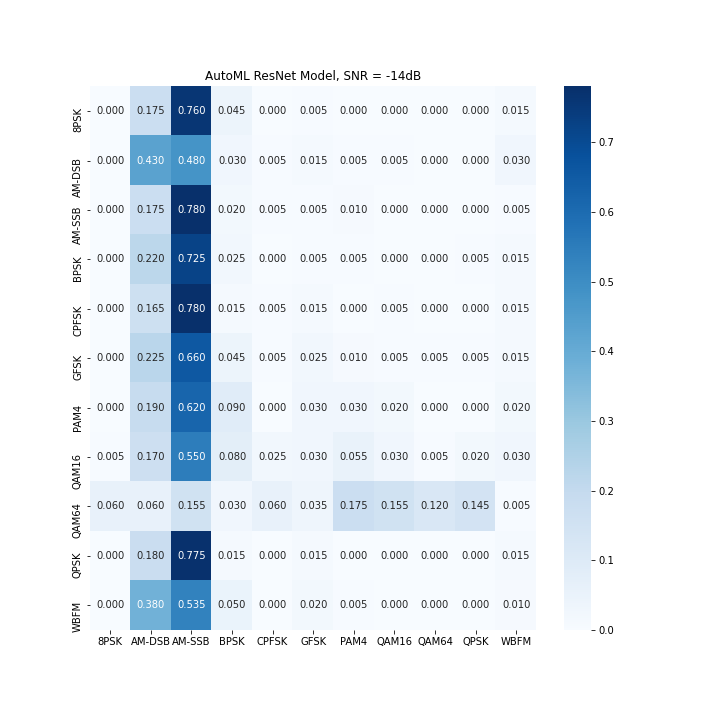 AutoML ResNet Model, SNR = -14dB
8PSK 0.000 0.175 0.760 0.045 0.000 0.005 0.000 0.000 0.000 0.000 0.015
AM-DSB 0.000 0.430 0.480 0.030 0.005 0.015 0.005 0.005 0.000 0.000 0.030
AM-SSB 0.000 0.175 0.780 0.020 0.005 0.005 0.010 0.000 0.000 0.000 0.005
BPSK 0.000 0.220 0.725 0.025 0.000 0.005 0.005 0.000 0.000 0.005 0.015
CPFSK 0.000 0.165 0.780 0.015 0.005 0.015 0.000 0.005 0.000 0.000 0.015
GFSK 0.000 0.225 0.660 0.045 0.005 0.025 0.010 0.005 0.005 0.005 0.015
PAM4 0.000 0.190 0.620 0.090 0.000 0.030 0.030 0.020 0.000 0.000 0.020
QAM16 0.005 0.170 0.550 0.080 0.025 0.030 0.055 0.030 0.005 0.020 0.030
QAM64 0.060 0.060 0.155 0.030 0.060 0.035 0.175 0.155 0.120 0.145 0.005
QPSK 0.000 0.180 0.775 0.015 0.000 0.015 0.000 0.000 0.000 0.000 0.015
WBFM 0.000 0.380 0.535 0.050 0.000 0.020 0.005 0.000 0.000 0.000 0.010
8PSK AM-DSB AM-SSB BPSK CPFSK GFSK PAM4 QAM16 QAM64 QPSK WBFM
0.7
0.6
0.5
0.4
0.3
0.2
0.1
0.0